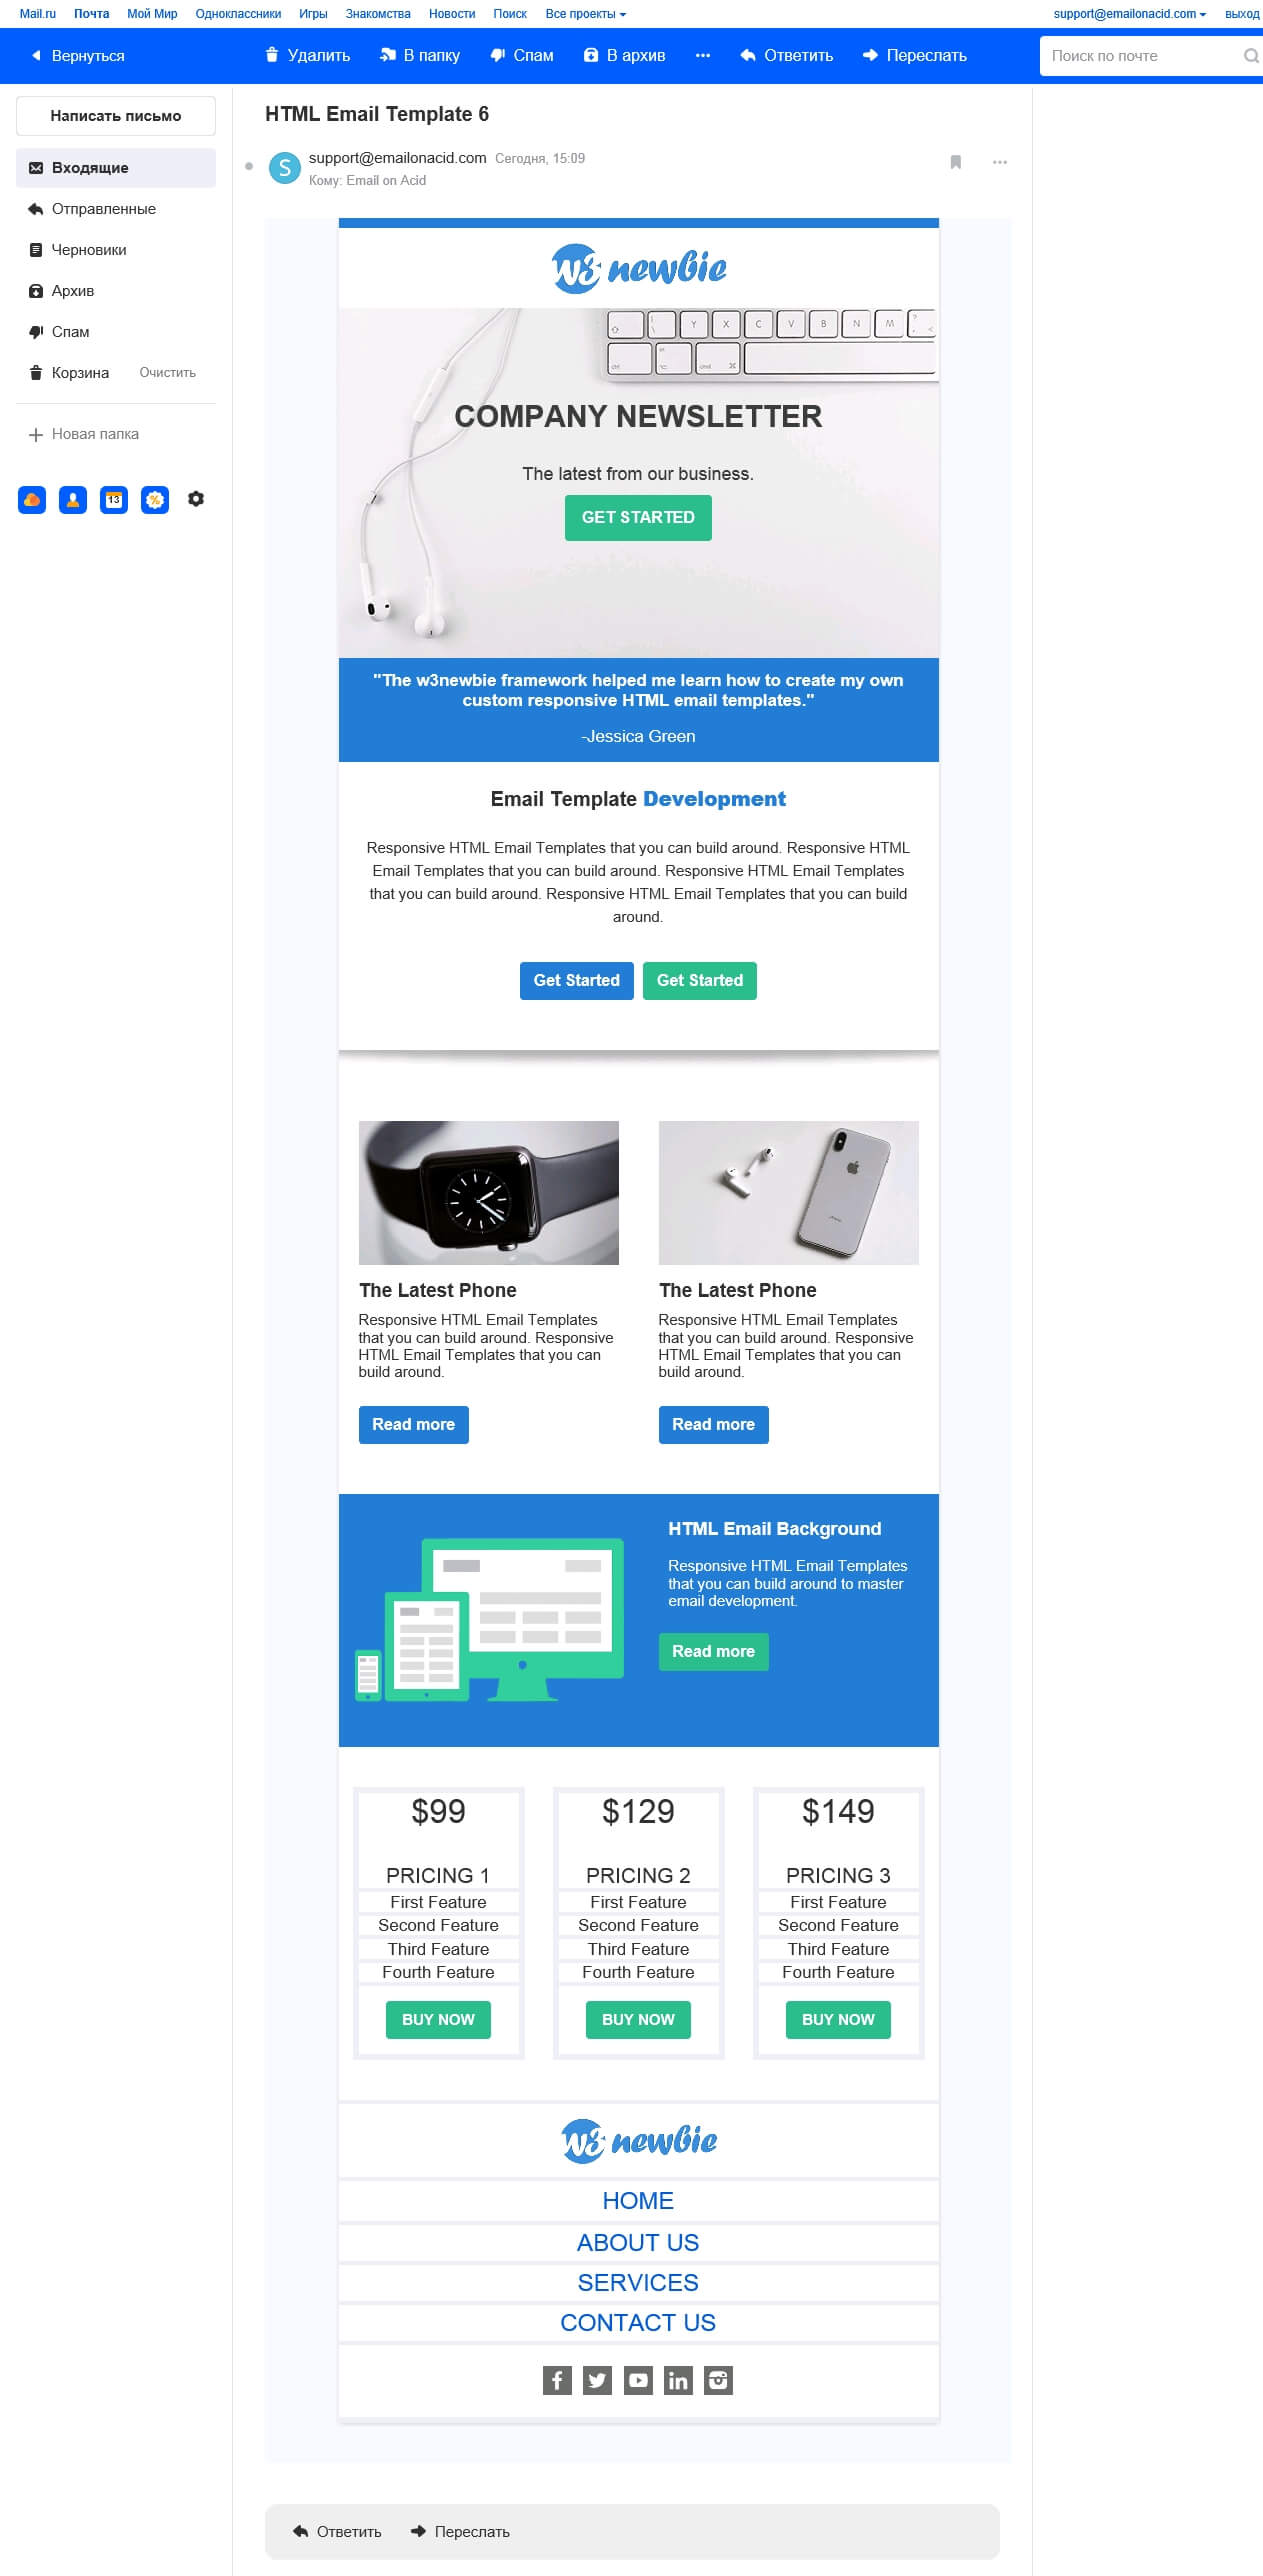 Mail.ru Почта Мой Мир Одноклассники Игры Знакомства Новости Поиск Все проекты support@emailonacid.com выход
Вернуться Удалить В папку Спам В архив Ответить Переслать Поиск по почте
Написать письмо
Входящие
Отправленные
Черновики
Архив
Спам
Корзина Очистить
Новая папка
13
HTML Email Template 6
S support@emailonacid.com Сегодня, 15:09
Кому: Email on Acid
w3 newbie
Y X C V B N M ?
COMPANY NEWSLETTER
The latest from our business.
GET STARTED
"The w3newbie framework helped me learn how to create my own
custom responsive HTML email templates."
-Jessica Green
Email Template Development
Responsive HTML Email Templates that you can build around. Responsive HTML
Email Templates that you can build around. Responsive HTML Email Templates
that you can build around. Responsive HTML Email Templates that you can build
around.
Get Started Get Started
The Latest Phone
Responsive HTML Email Templates
that you can build around. Responsive
HTML Email Templates that you can
build around.
Read more
The Latest Phone
Responsive HTML Email Templates
that you can build around. Responsive
HTML Email Templates that you can
build around.
Read more
HTML Email Background
Responsive HTML Email Templates
that you can build around to master
email development.
Read more
$99
PRICING 1
First Feature
Second Feature
Third Feature
Fourth Feature
BUY NOW
$129
PRICING 2
First Feature
Second Feature
Third Feature
Fourth Feature
BUY NOW
$149
PRICING 3
First Feature
Second Feature
Third Feature
Fourth Feature
BUY NOW
w3 newbie
HOME
ABOUT US
SERVICES
CONTACT US
Ответить Переслать